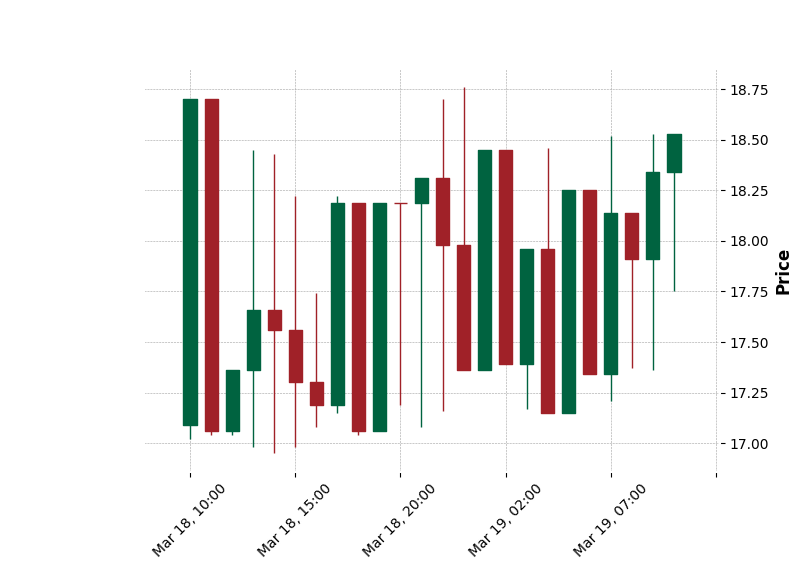 18.75
18.50
18.25
18.00
17.75
17.50
17.25
17.00
Price
Mar 18, 10:00
Mar 18, 15:00
Mar 18, 20:00
Mar 19, 02:00
Mar 19, 07:00